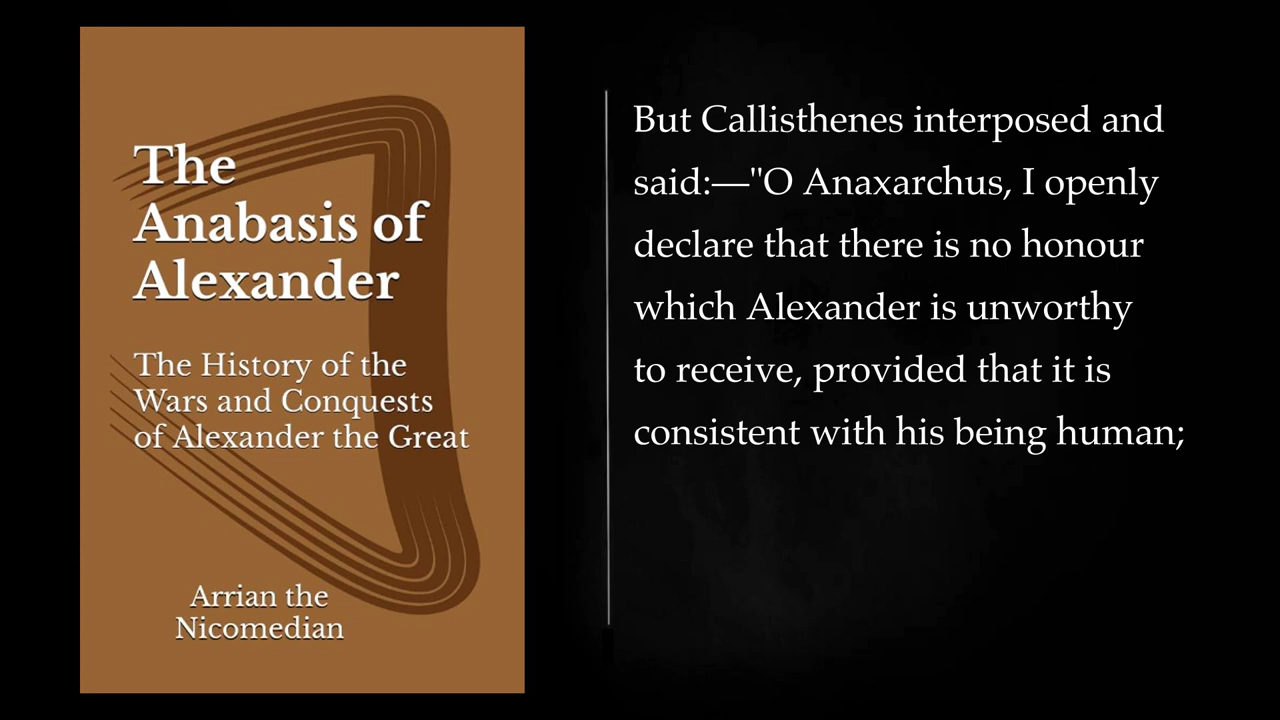 The
Anabasis of
Alexander
The History of the
Wars and Conquests
of Alexander the Great
Arrian the
Nicomedian
But Callisthenes interposed and
said:—"O Anaxarchus, I openly
declare that there is no honour
which Alexander is unworthy
to receive, provided that it is
consistent with his being human;